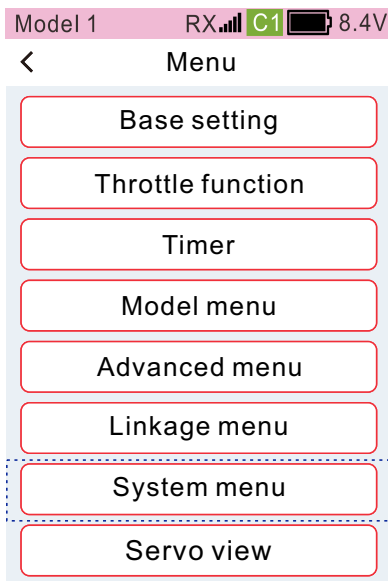 Model 1 RX C1 8.4V
Menu
Base setting
Throttle function
Timer
Model menu
Advanced menu
Linkage menu
System menu
Servo view